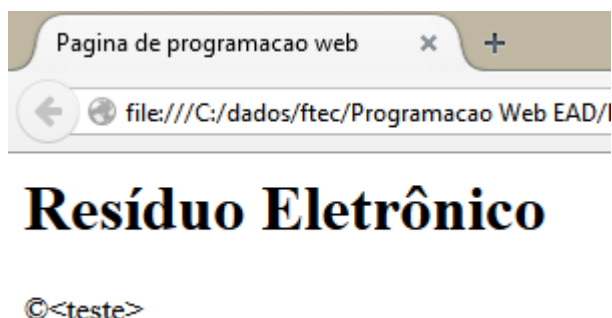 Pagina de programacao web
file:///C:/dados/ftec/Programacao Web EAD/
Resíduo Eletrônico
©<teste>